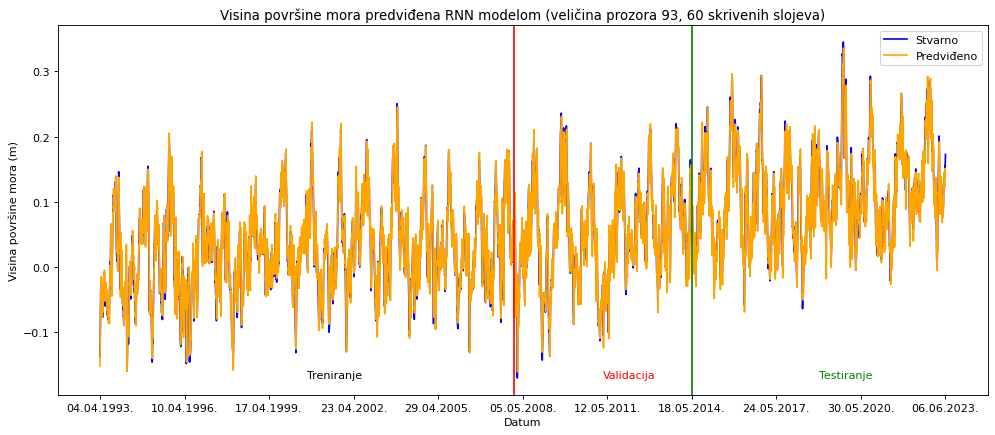 Visina površine mora predviđena RNN modelom (veličina prozora 93, 60 skrivenih slojeva)
Stvarno
Predviđeno
Visina površine mora (m)
0.3
0.2
0.1
0.0
−0.1
Treniranje
Validacija
Testiranje
04.04.1993.
10.04.1996.
17.04.1999.
23.04.2002.
29.04.2005.
05.05.2008.
12.05.2011.
18.05.2014.
24.05.2017.
30.05.2020.
06.06.2023.
Datum